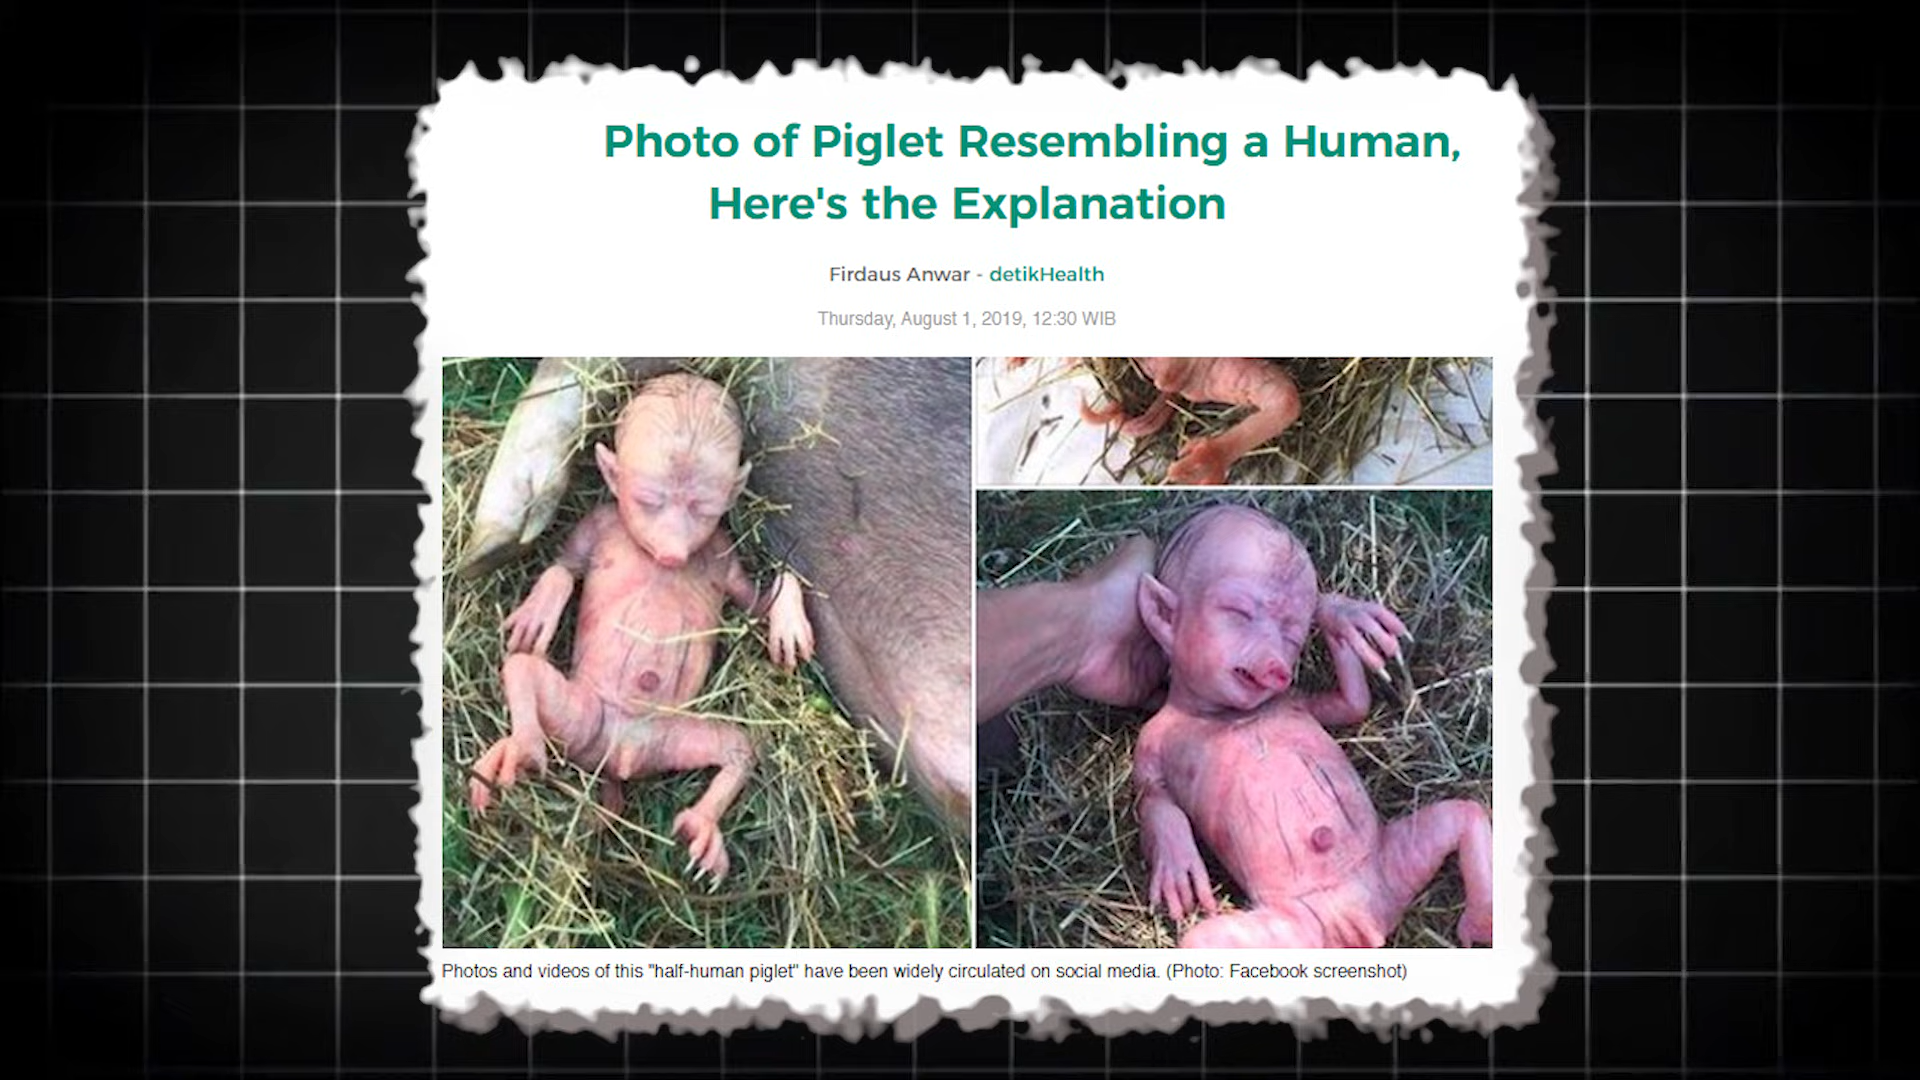 Photo of Piglet Resembling a Human,
Here's the Explanation
Firdaus Anwar - detikHealth
Thursday, August 1, 2019, 12:30 WIB
Photos and videos of this "half-human piglet" have been widely circulated on social media. (Photo: Facebook screenshot)